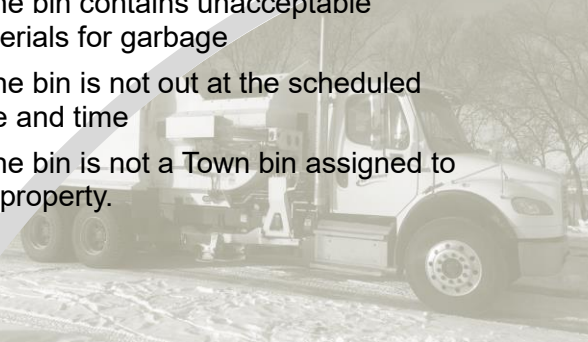 he bin contains unacceptable
erials for garbage
he bin is not out at the scheduled
e and time
he bin is not a Town bin assigned to
property.